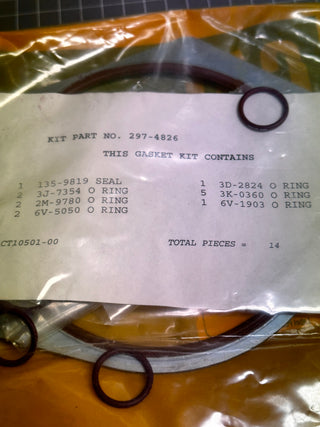 KIT PART NO. 297-4826
THIS GASKET KIT CONTAINS
1 135-9819 SEAL 1 3D-2824 O RING
2 3J-7354 O RING 5 3K-0360 O RING
2 2M-9780 O RING 1 6V-1903 O RING
2 6V-5050 O RING
ACT10501-00 TOTAL PIECES = 14